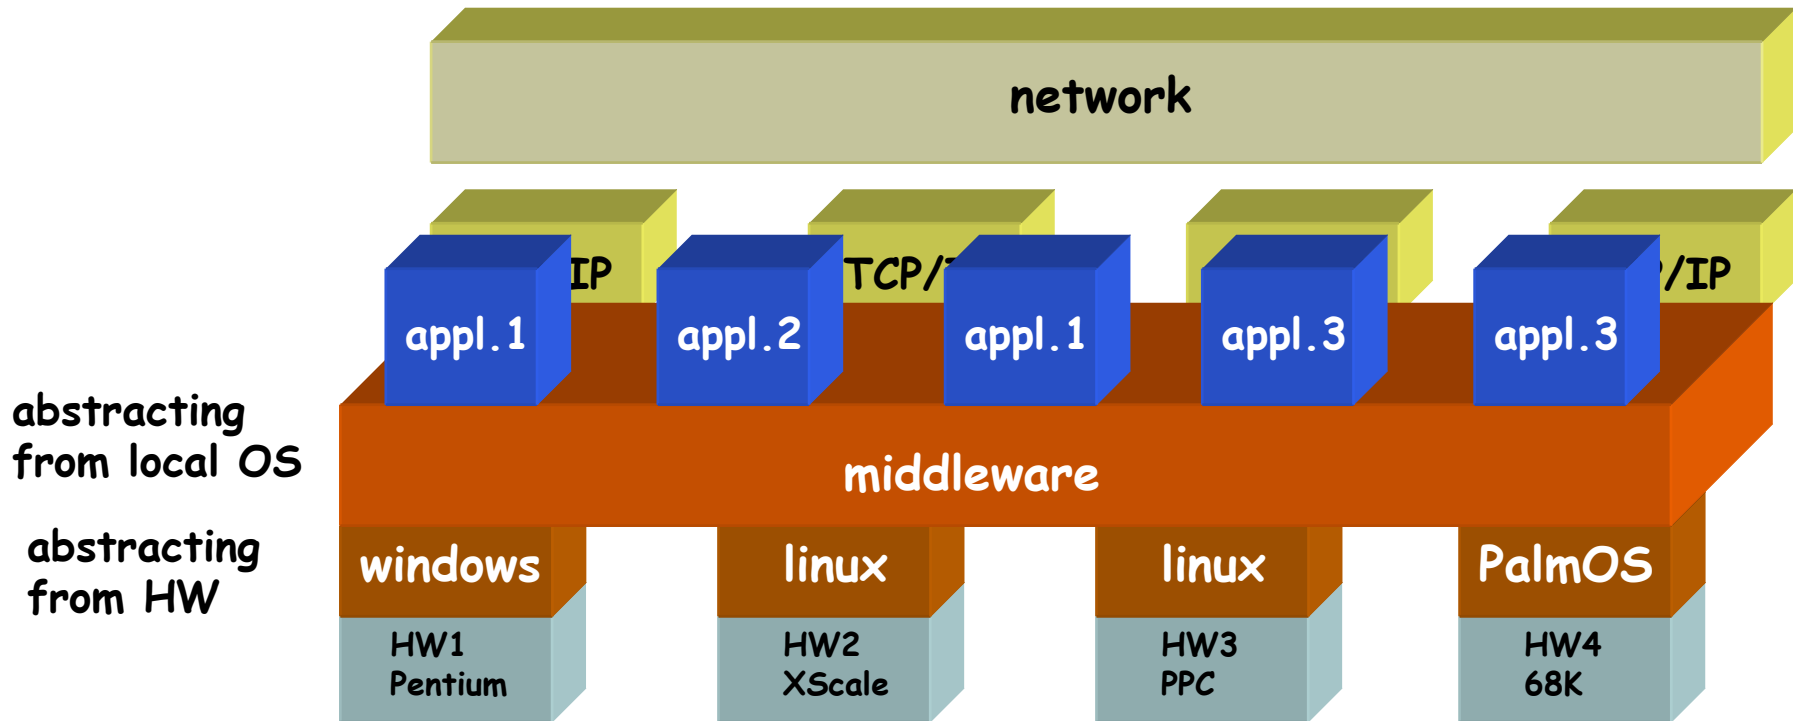 network
IP
TCP/
/IP
appl.1
appl.2
appl.1
appl.3
appl.3
abstracting
from local OS
middleware
abstracting
from HW
windows
linux
linux
PalmOS
HW1
Pentium
HW2
XScale
HW3
PPC
HW4
68K